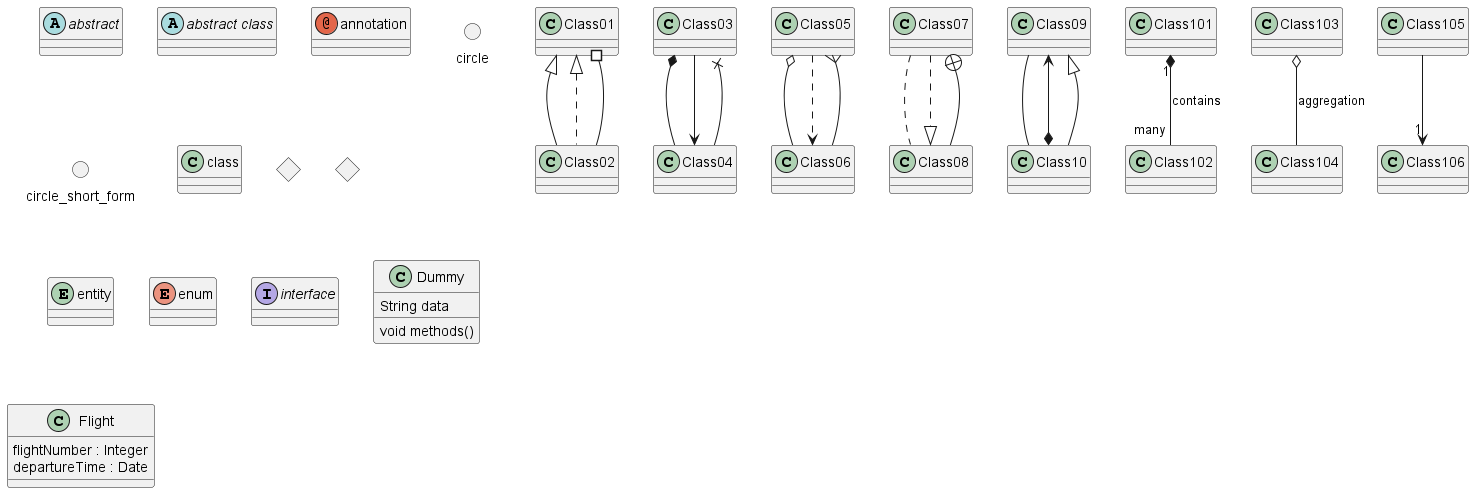 A abstract
A abstract class
@ annotation
circle
C Class01
C Class03
C Class05
C Class07
C Class09
C Class101
C Class103
C Class105
1
contains
aggregation
many
1
C Class02
C Class04
C Class06
C Class08
C Class10
C Class102
C Class104
C Class106
circle_short_form
C class
E entity
E enum
I interface
C Dummy
String data
void methods()
C Flight
flightNumber : Integer
departureTime : Date